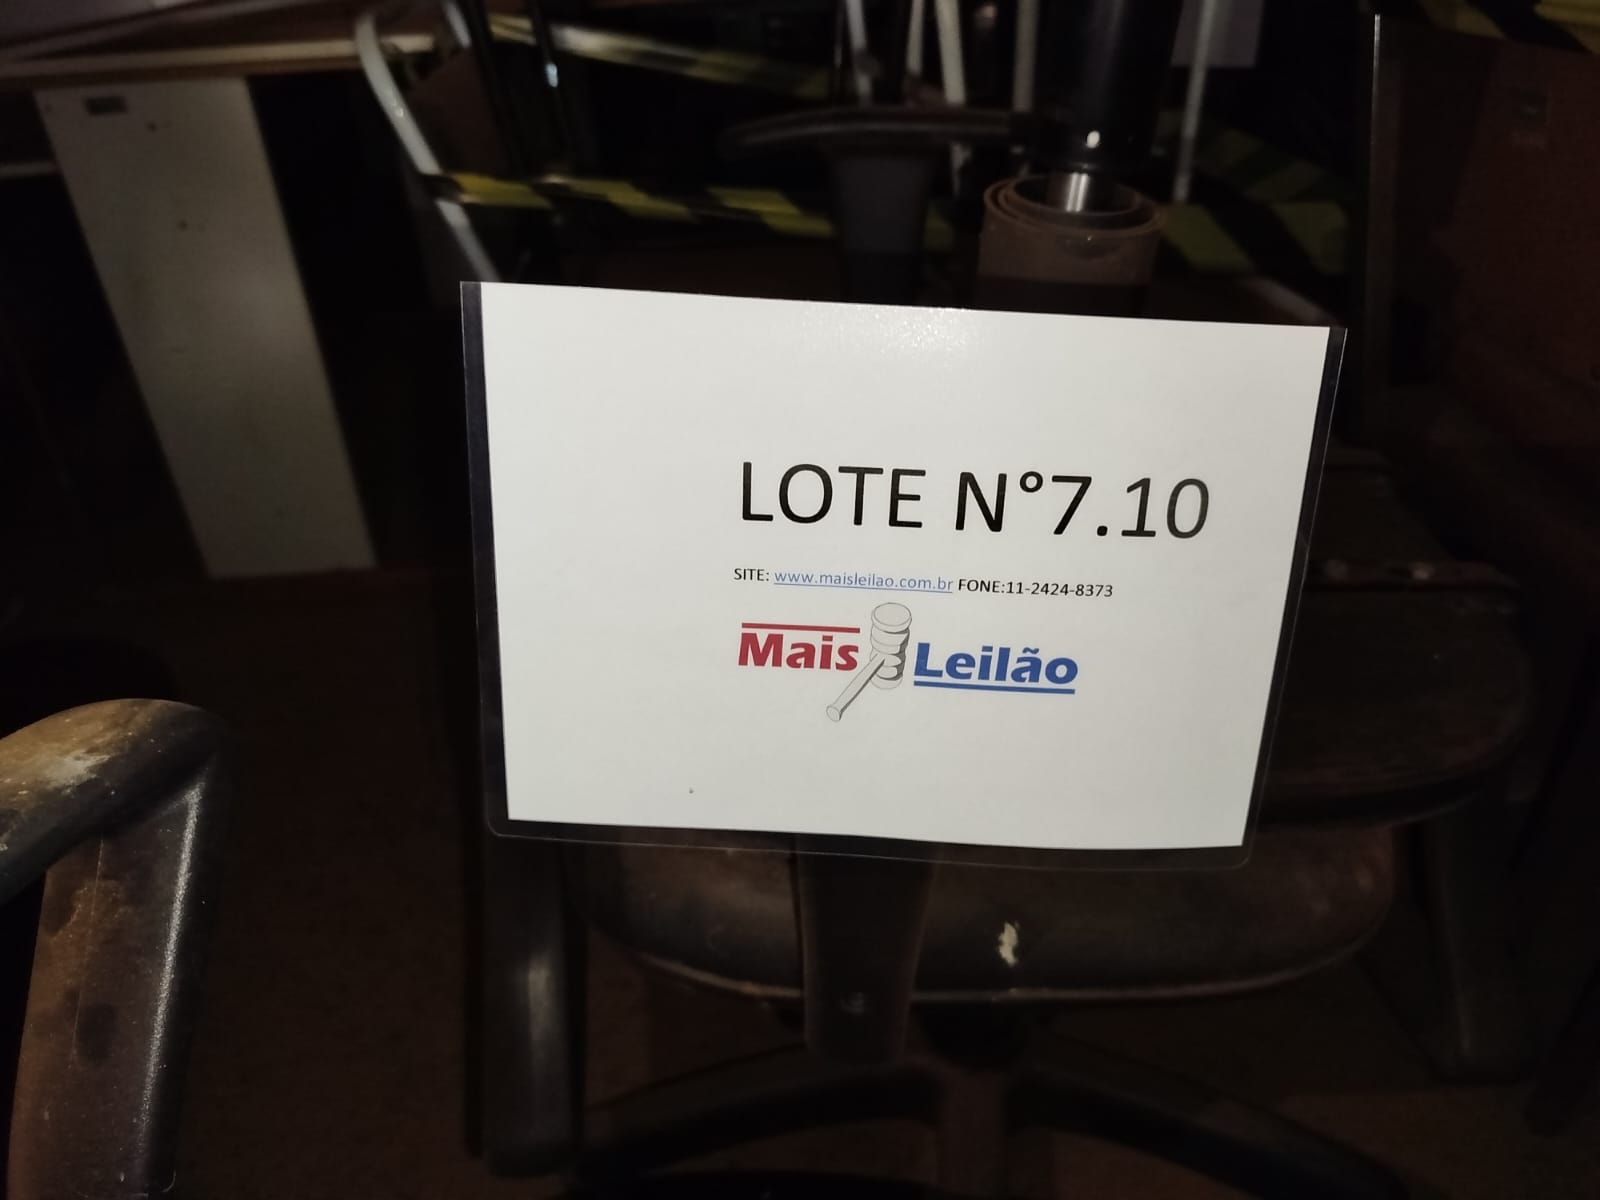 LOTE N°7.10
SITE: www.maisleilao.com.br FONE:11-2424-8373
Mais Leilão